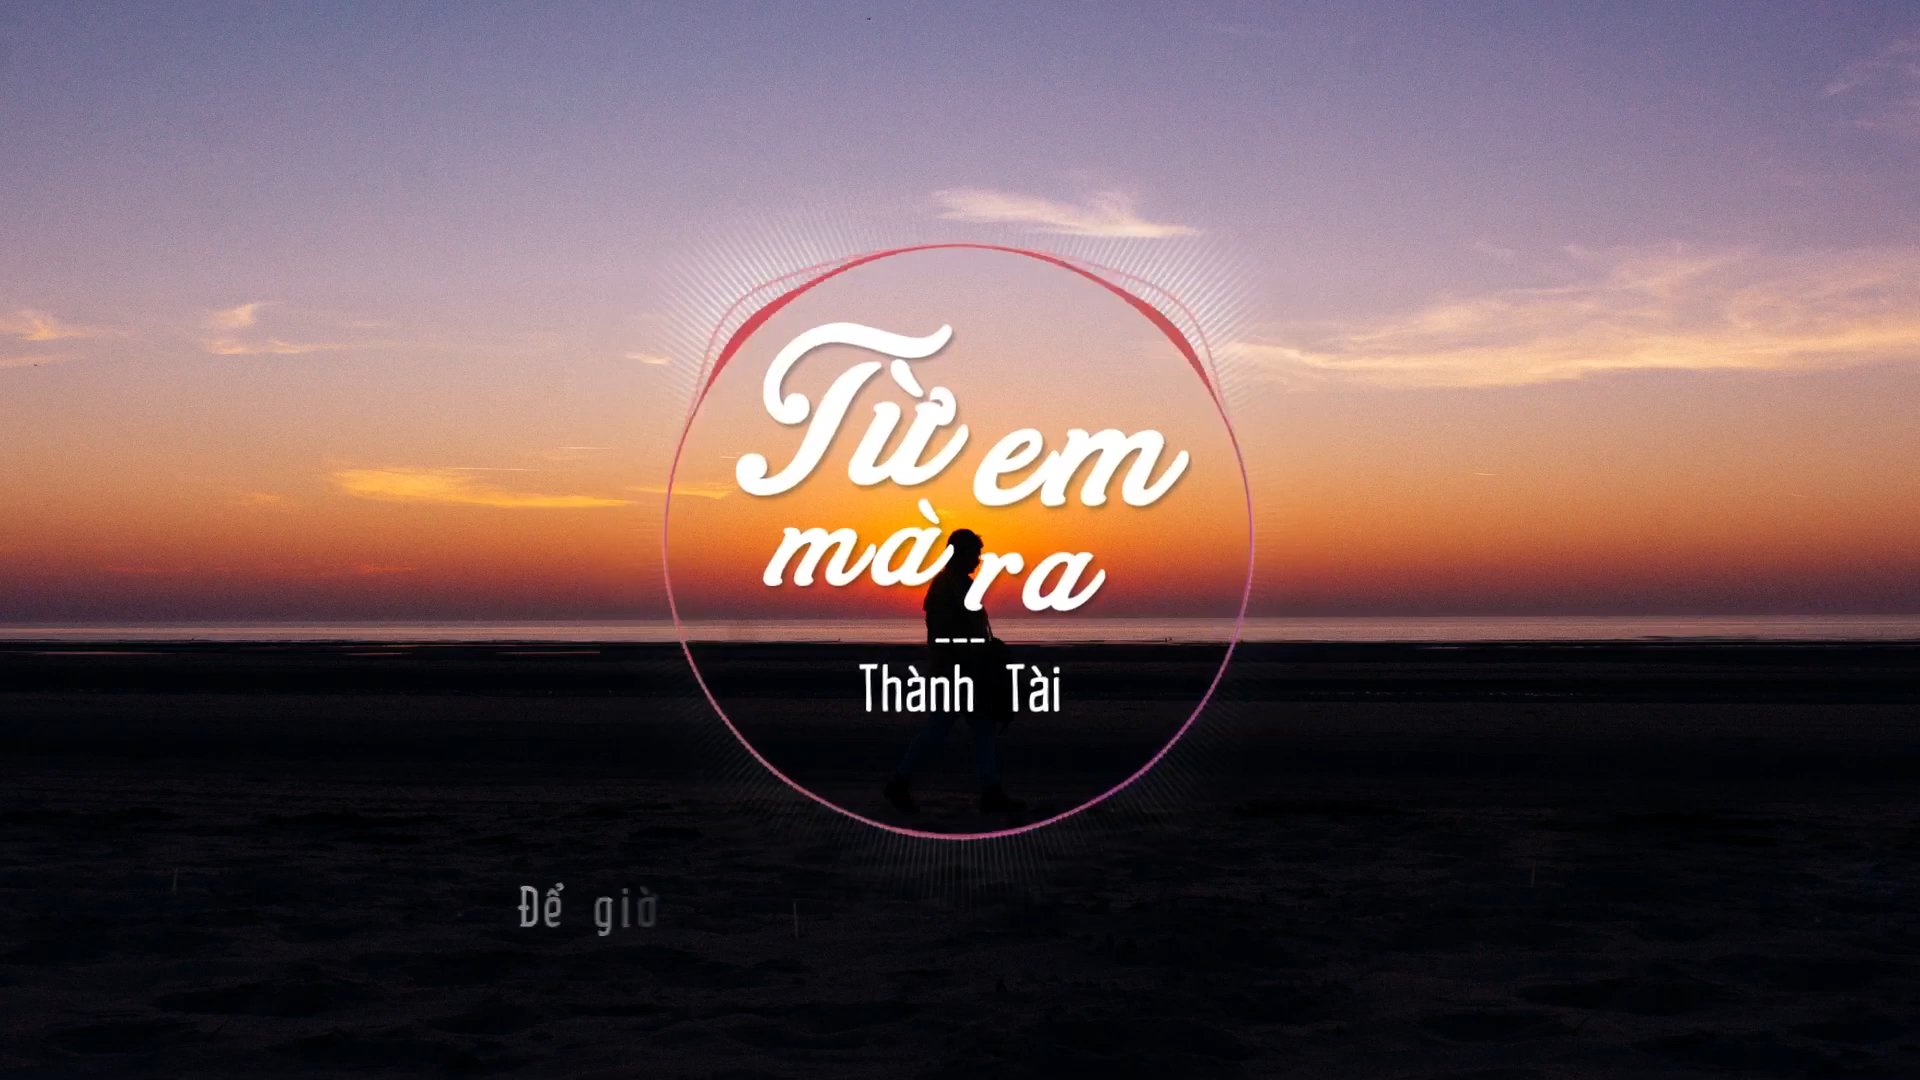 Từ em
mà ra
---
Thành Tài
Để giờ